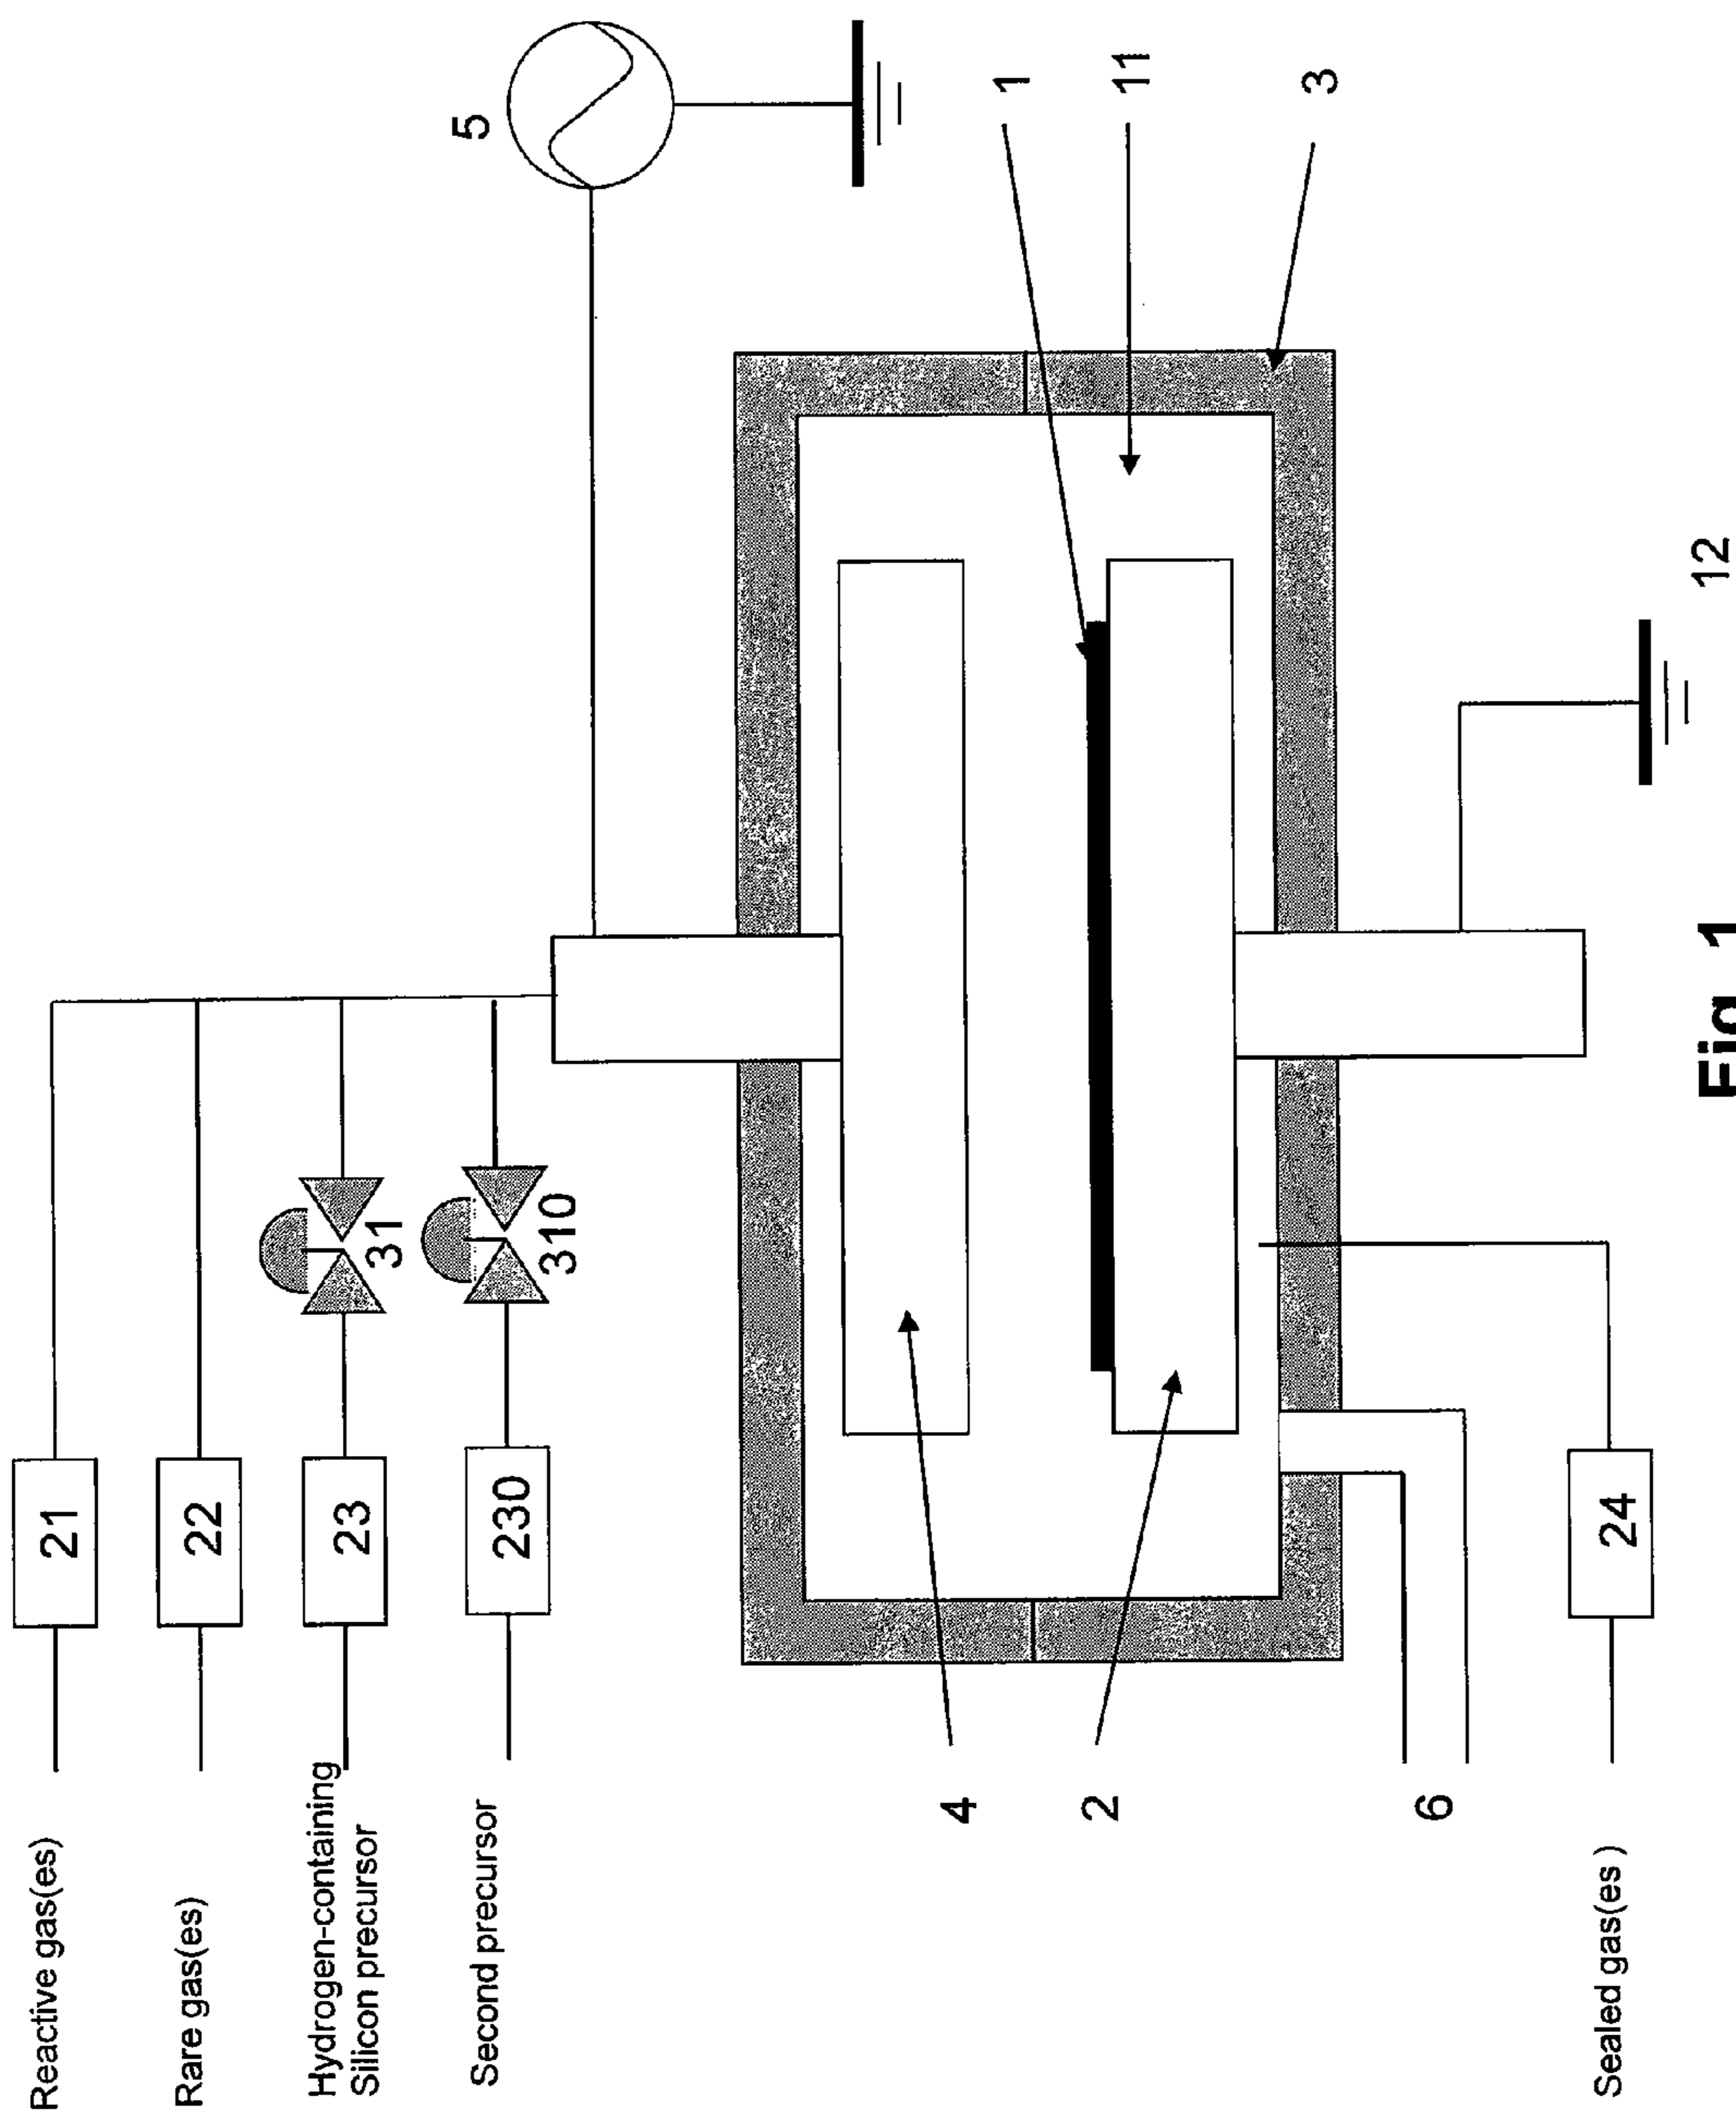 Reactive gas(es)
21
Rare gas(es)
22
Hydrogen-containing
Silicon precursor
23
31
Second precursor
230
310
5
4
2
1
11
3
6
Sealed gas(es )
24
12
Fig. 1